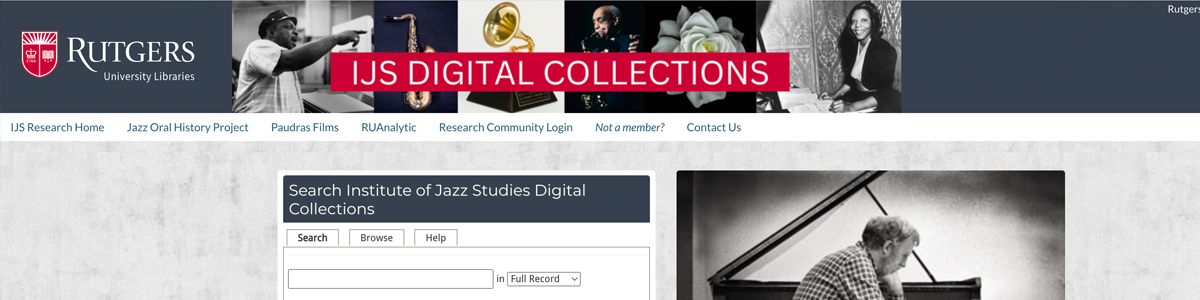 Rutgers
RUTGERS
University Libraries
1766
IJS DIGITAL COLLECTIONS
IJS Research Home
Jazz Oral History Project
Paudras Films
RUAnalytic
Research Community Login
Not a member?
Contact Us
Search Institute of Jazz Studies Digital
Collections
Search
Browse
Help
in
Full Record